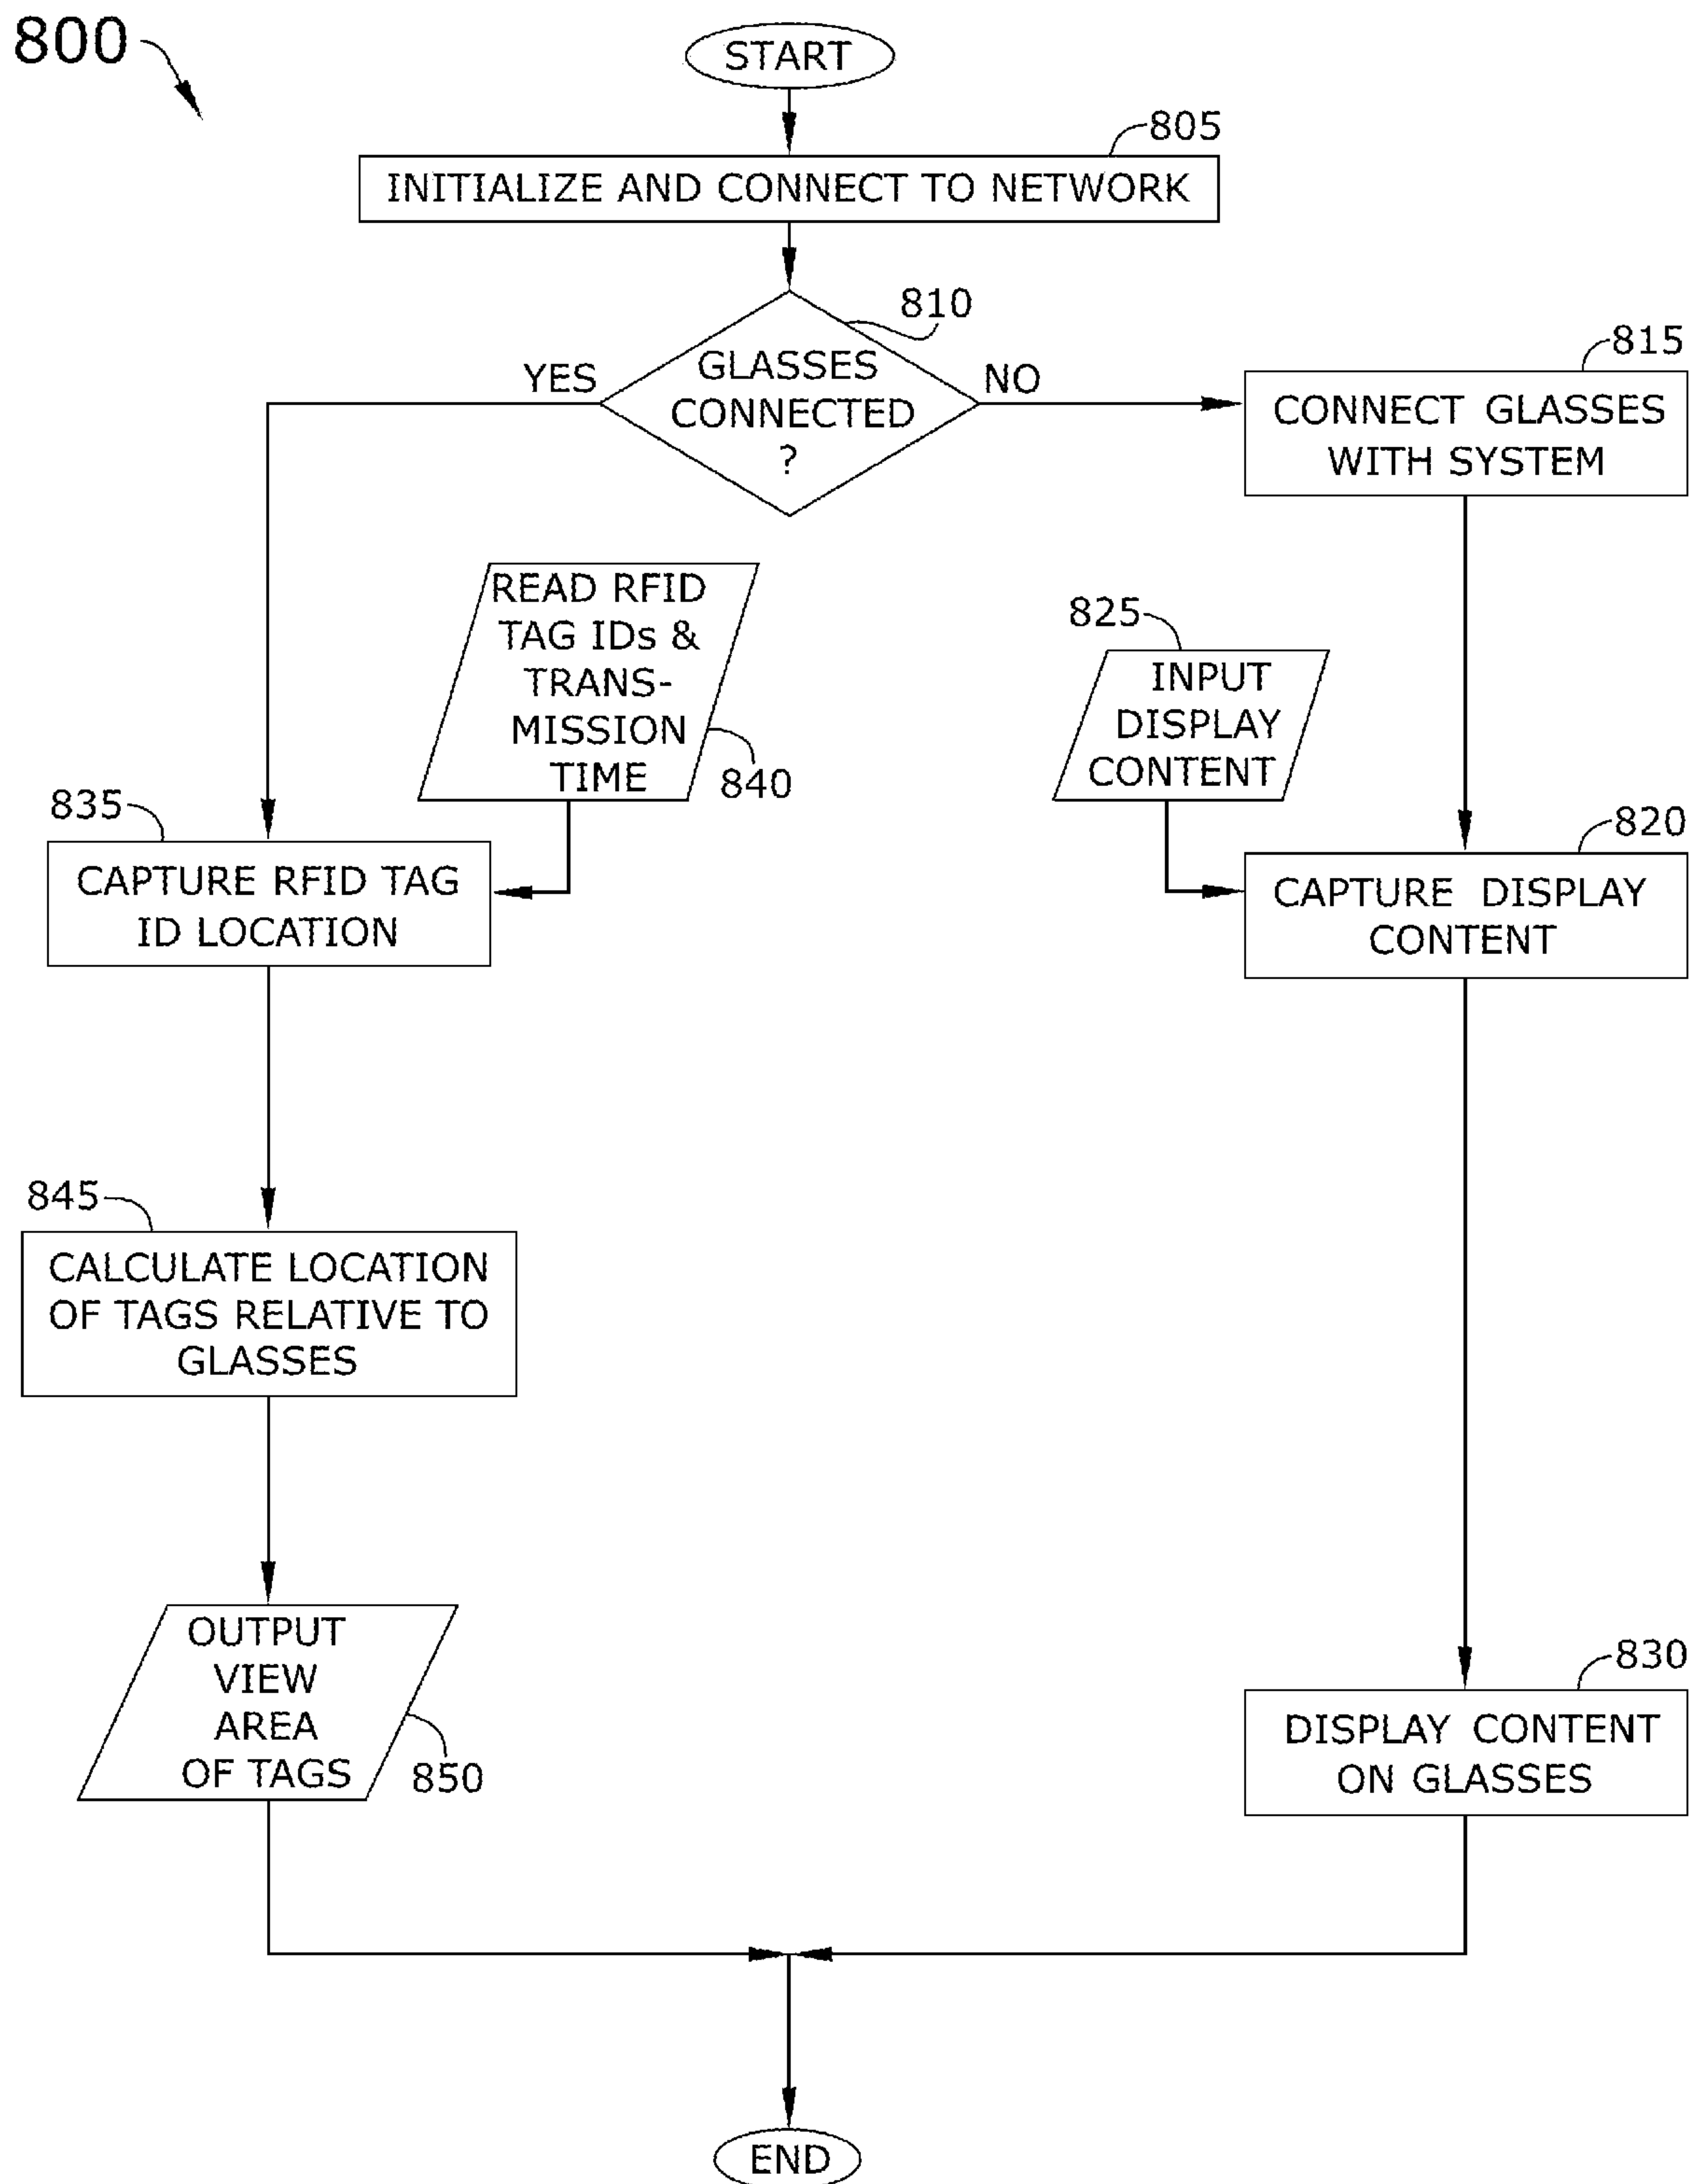 800
START
805
INITIALIZE AND CONNECT TO NETWORK
810
GLASSES
CONNECTED
?
YES
NO
815
CONNECT GLASSES
WITH SYSTEM
READ RFID
TAG IDs &
TRANS-
MISSION
TIME
840
825
INPUT
DISPLAY
CONTENT
835
CAPTURE RFID TAG
ID LOCATION
820
CAPTURE DISPLAY
CONTENT
845
CALCULATE LOCATION
OF TAGS RELATIVE TO
GLASSES
OUTPUT
VIEW
AREA
OF TAGS
850
830
DISPLAY CONTENT
ON GLASSES
END